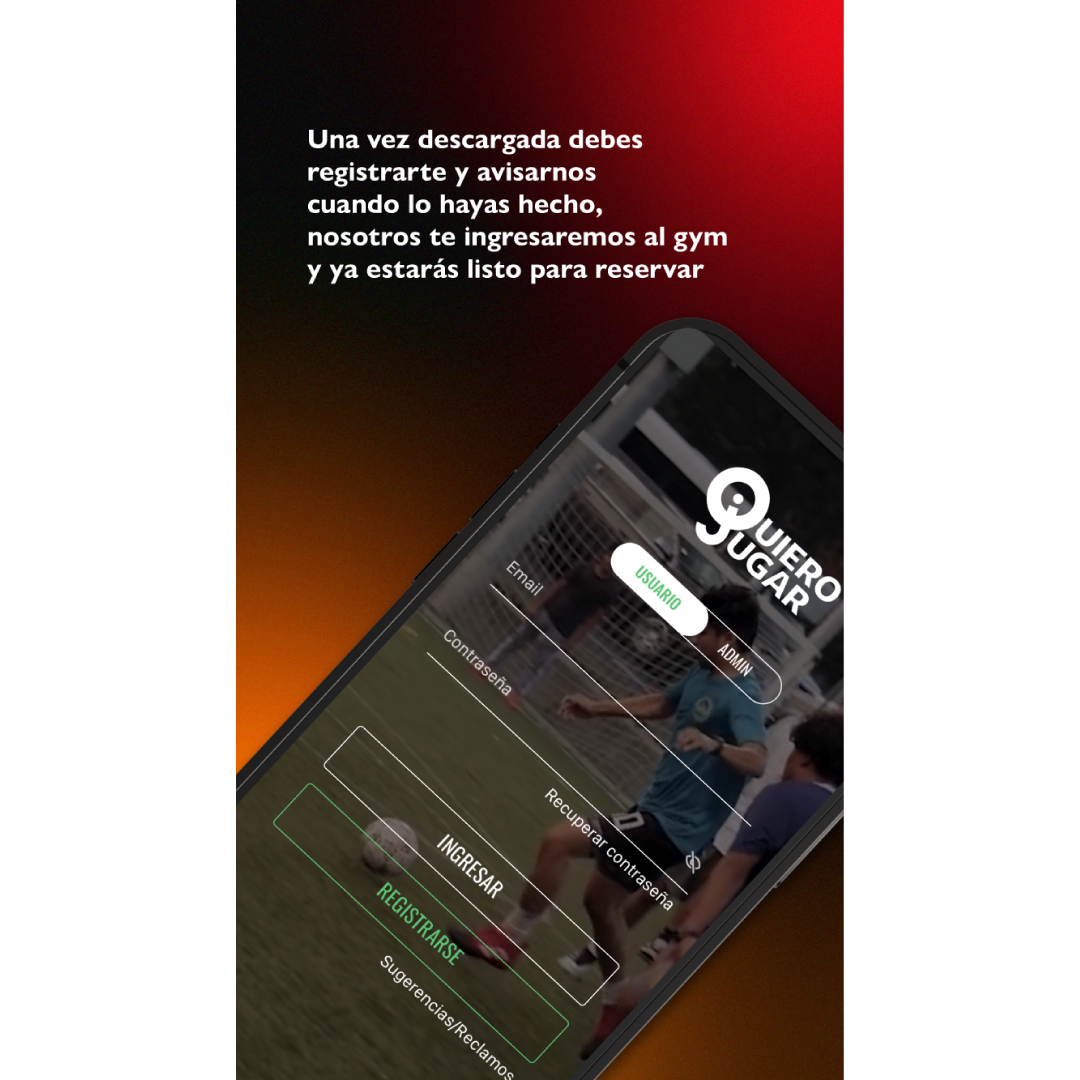 Una vez descargada debes
registrarte y avisarnos
cuando lo hayas hecho,
nosotros te ingresaremos al gym
y ya estarás listo para reservar
QUIERO
JUGAR
USUARIO
ADMIN
Email
Contraseña
Recuperar contraseña
INGRESAR
REGISTRARSE
Sugerencias/Reclamos